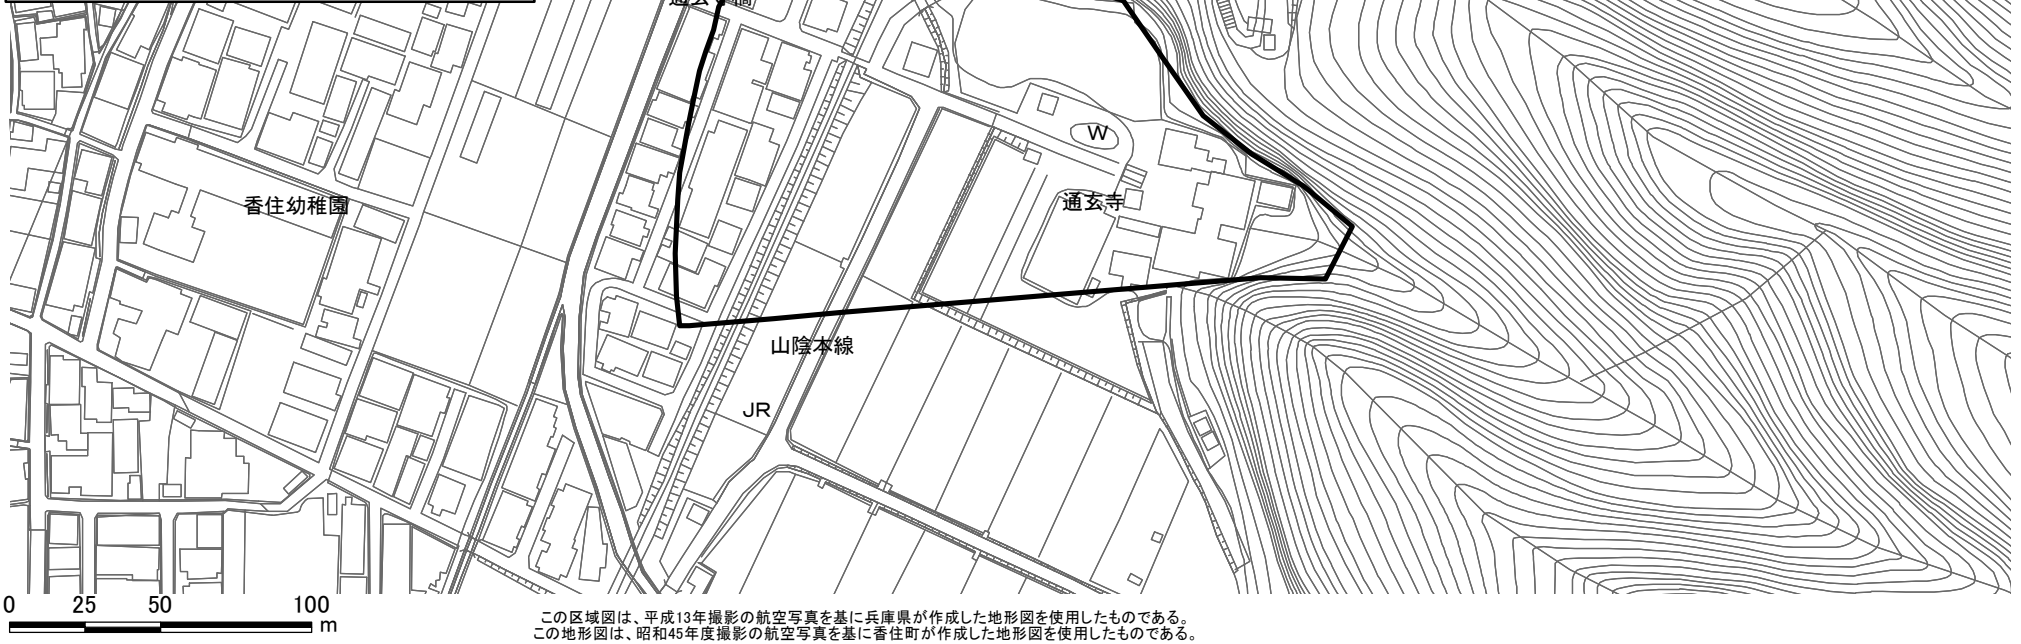 香住幼稚園
W
通玄寺
山陰本線
JR
0 25 50 100
m
この区域図は、平成13年撮影の航空写真を基に兵庫県が作成した地形図を使用したものである。
この地形図は、昭和45年度撮影の航空写真を基に香住町が作成した地形図を使用したものである。